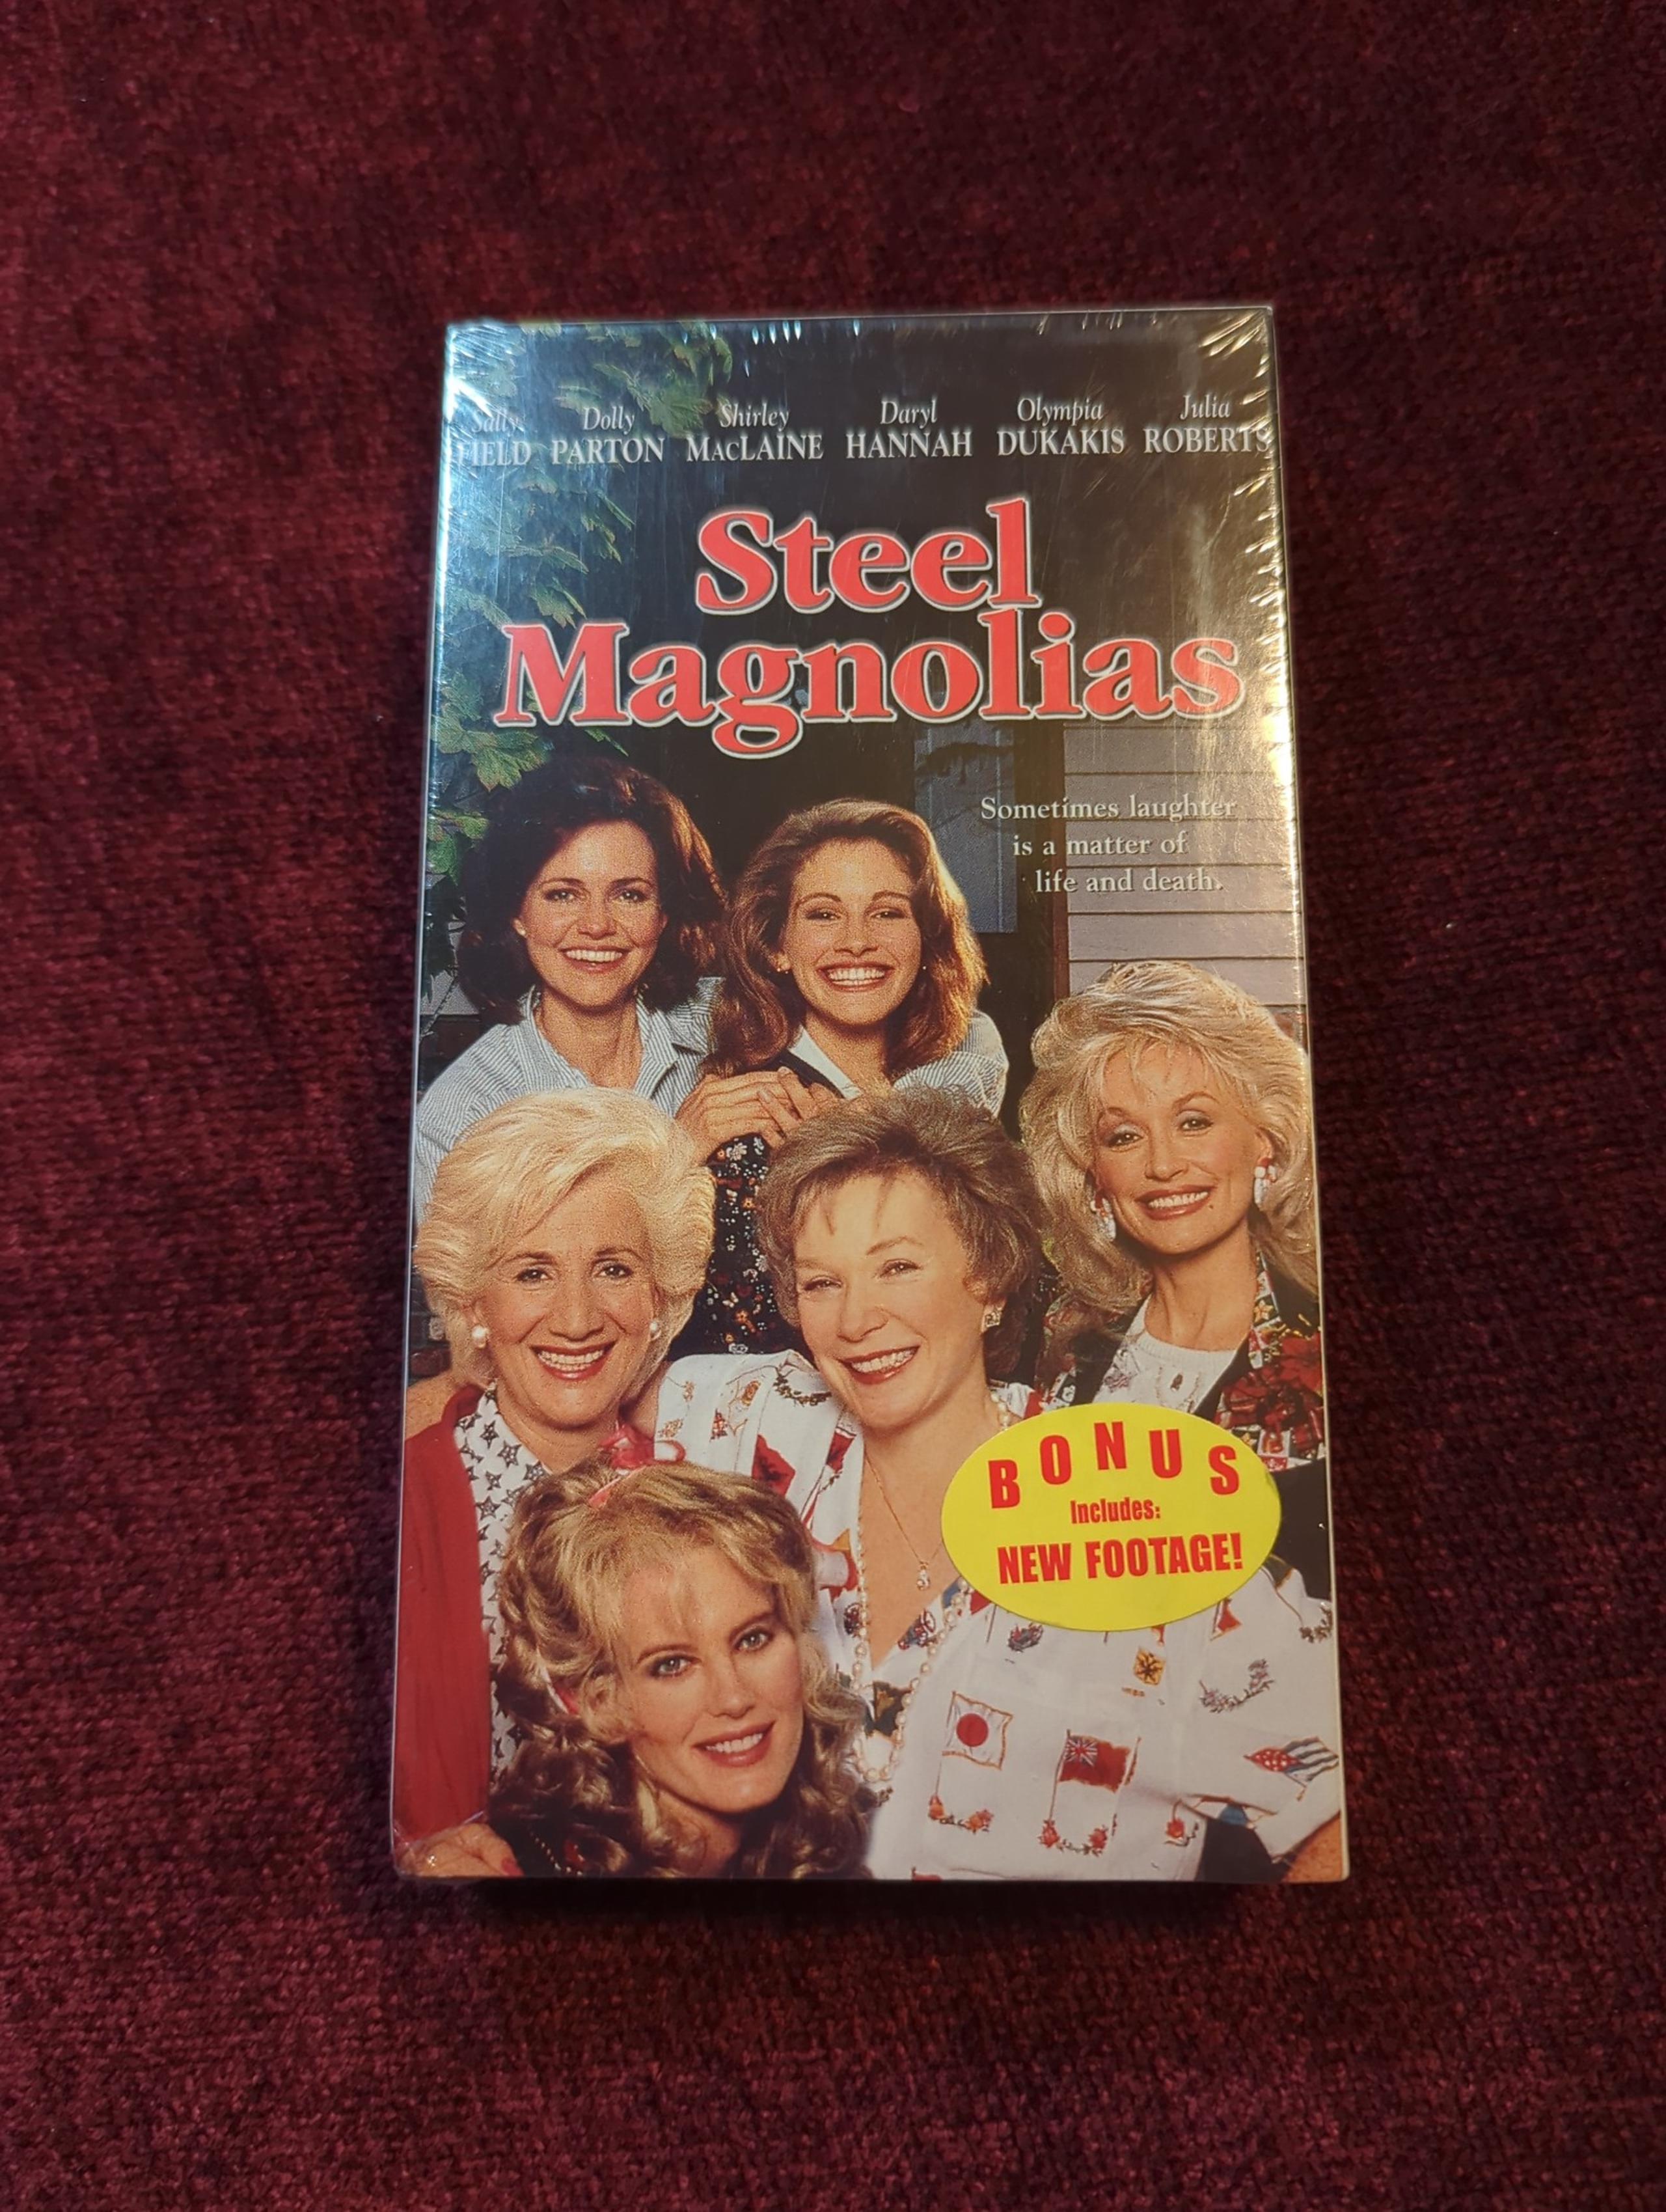 Sally Dolly Shirley Daryl Olympia Julia
FIELD PARTON MACLAINE HANNAH DUKAKIS ROBERTS
Steel
Magnolias
Sometimes laughter
is a matter of
life and death.
BONUS
Includes:
NEW FOOTAGE!